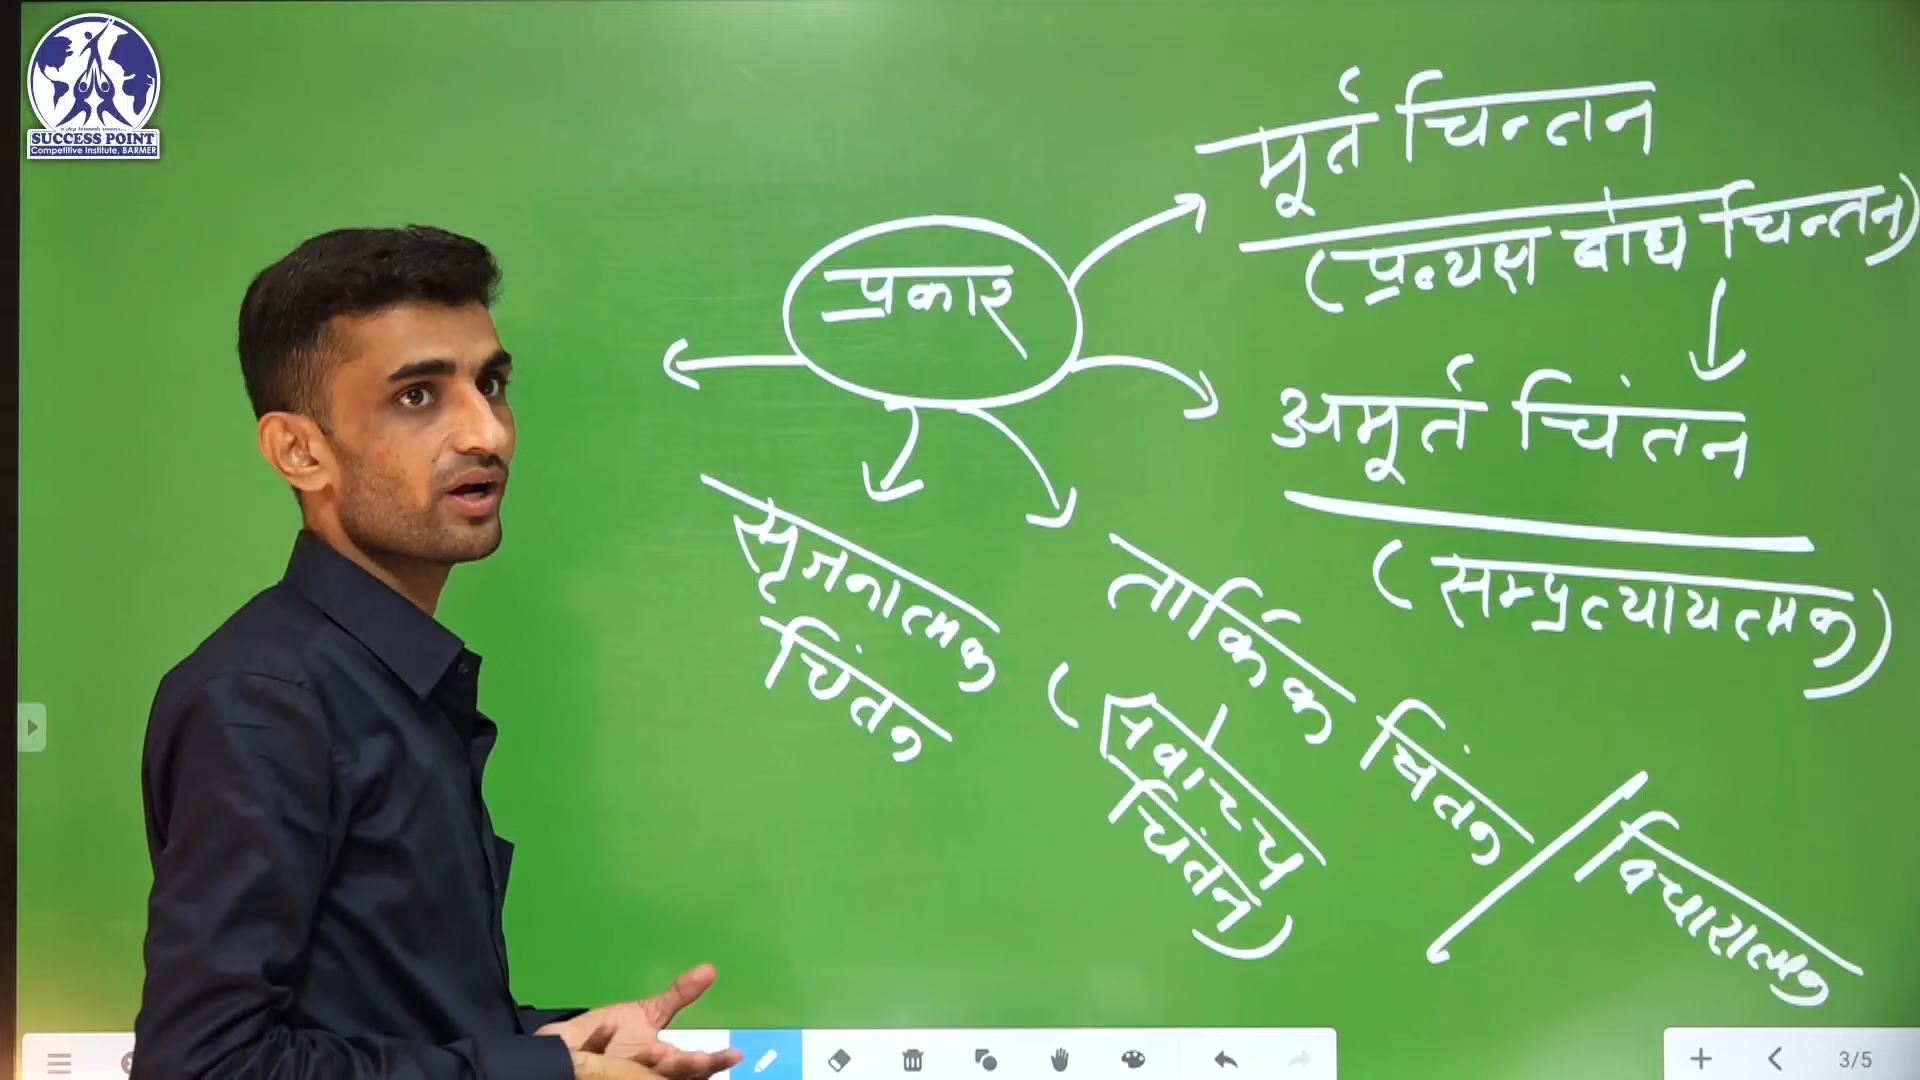 SUCCESS POINT
Competitive Institute, BARMER
मूर्त चिन्तन
(प्रत्यक्ष बोध चिन्तन)
प्रकार
अमूर्त चिंतन
(सम्प्रत्यायत्मक)
सृजनात्मक
चिंतन
तार्किक चिंतन / विचारात्मक
(सर्वोच्च
चिंतन)
3/5